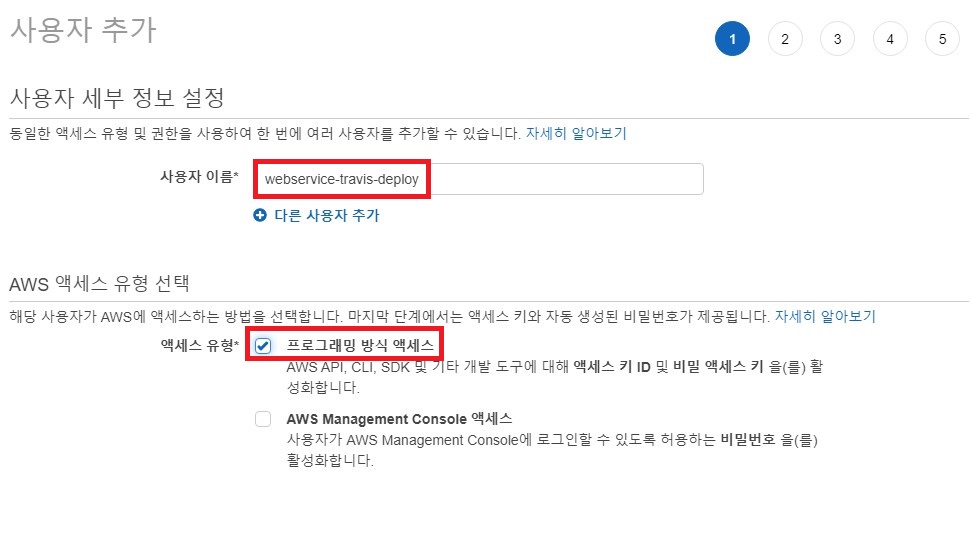 사용자 추가
1 2 3 4 5
사용자 세부 정보 설정
동일한 액세스 유형 및 권한을 사용하여 한 번에 여러 사용자를 추가할 수 있습니다. 자세히 알아보기
사용자 이름* webservice-travis-deploy
다른 사용자 추가
AWS 액세스 유형 선택
해당 사용자가 AWS에 액세스하는 방법을 선택합니다. 마지막 단계에서는 액세스 키와 자동 생성된 비밀번호가 제공됩니다. 자세히 알아보기
액세스 유형* 프로그래밍 방식 액세스
AWS API, CLI, SDK 및 기타 개발 도구에 대해 액세스 키 ID 및 비밀 액세스 키 을(를) 활
성화합니다.
AWS Management Console 액세스
사용자가 AWS Management Console에 로그인할 수 있도록 허용하는 비밀번호 을(를)
활성화합니다.